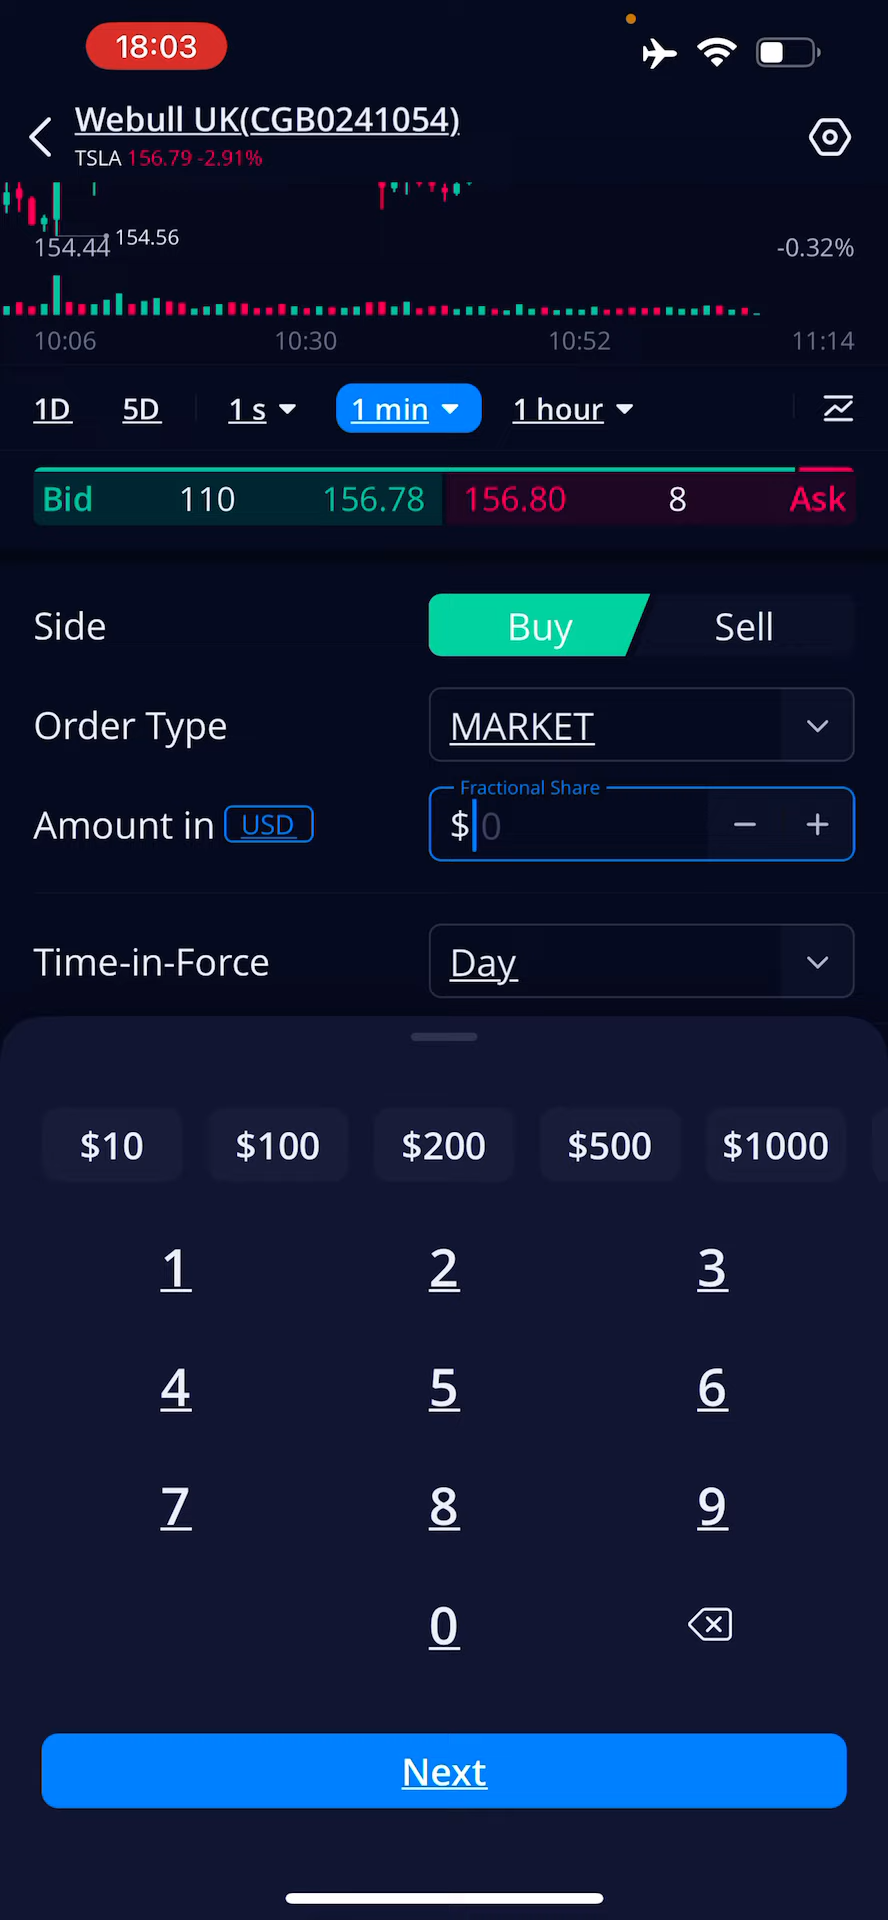 18:03
Webull UK(CGB0241054)
TSLA 156.79 -2.91%
154.56
154.44 -0.32%
10:06 10:30 10:52 11:14
1D 5D 1 s 1 min 1 hour
Bid 110 156.78 156.80 8 Ask
Side Buy Sell
Order Type MARKET
Fractional Share
Amount in USD $0 − +
Time-in-Force Day
$10 $100 $200 $500 $1000
1 2 3
4 5 6
7 8 9
0
Next